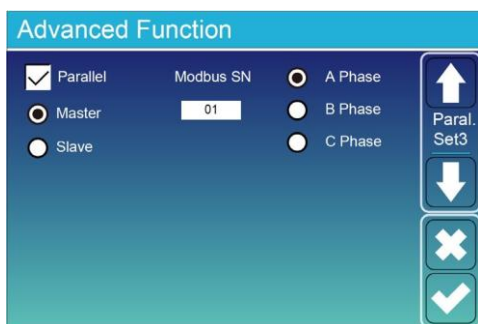 Advanced Function
Parallel Modbus SN A Phase
Master 01 B Phase
Slave C Phase
Paral.
Set3